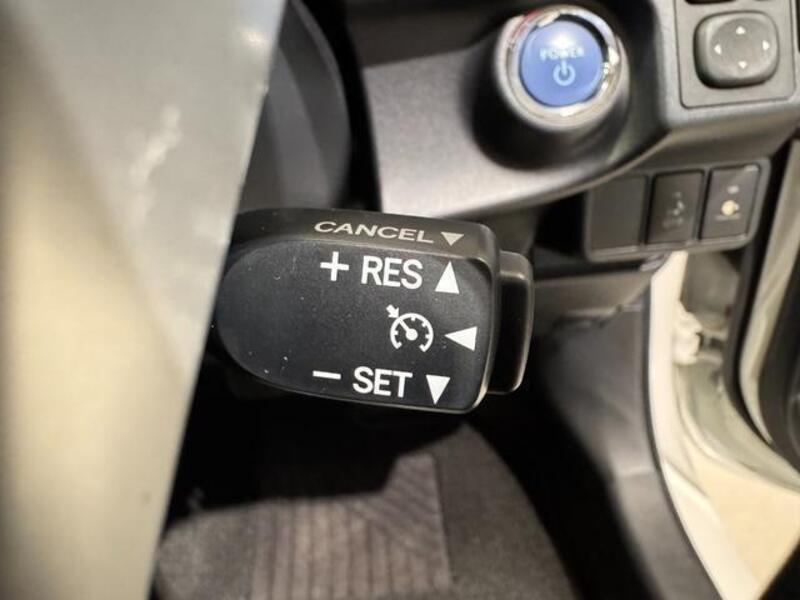 POWER
CANCEL ▼
+ RES ▲
◀
− SET ▼